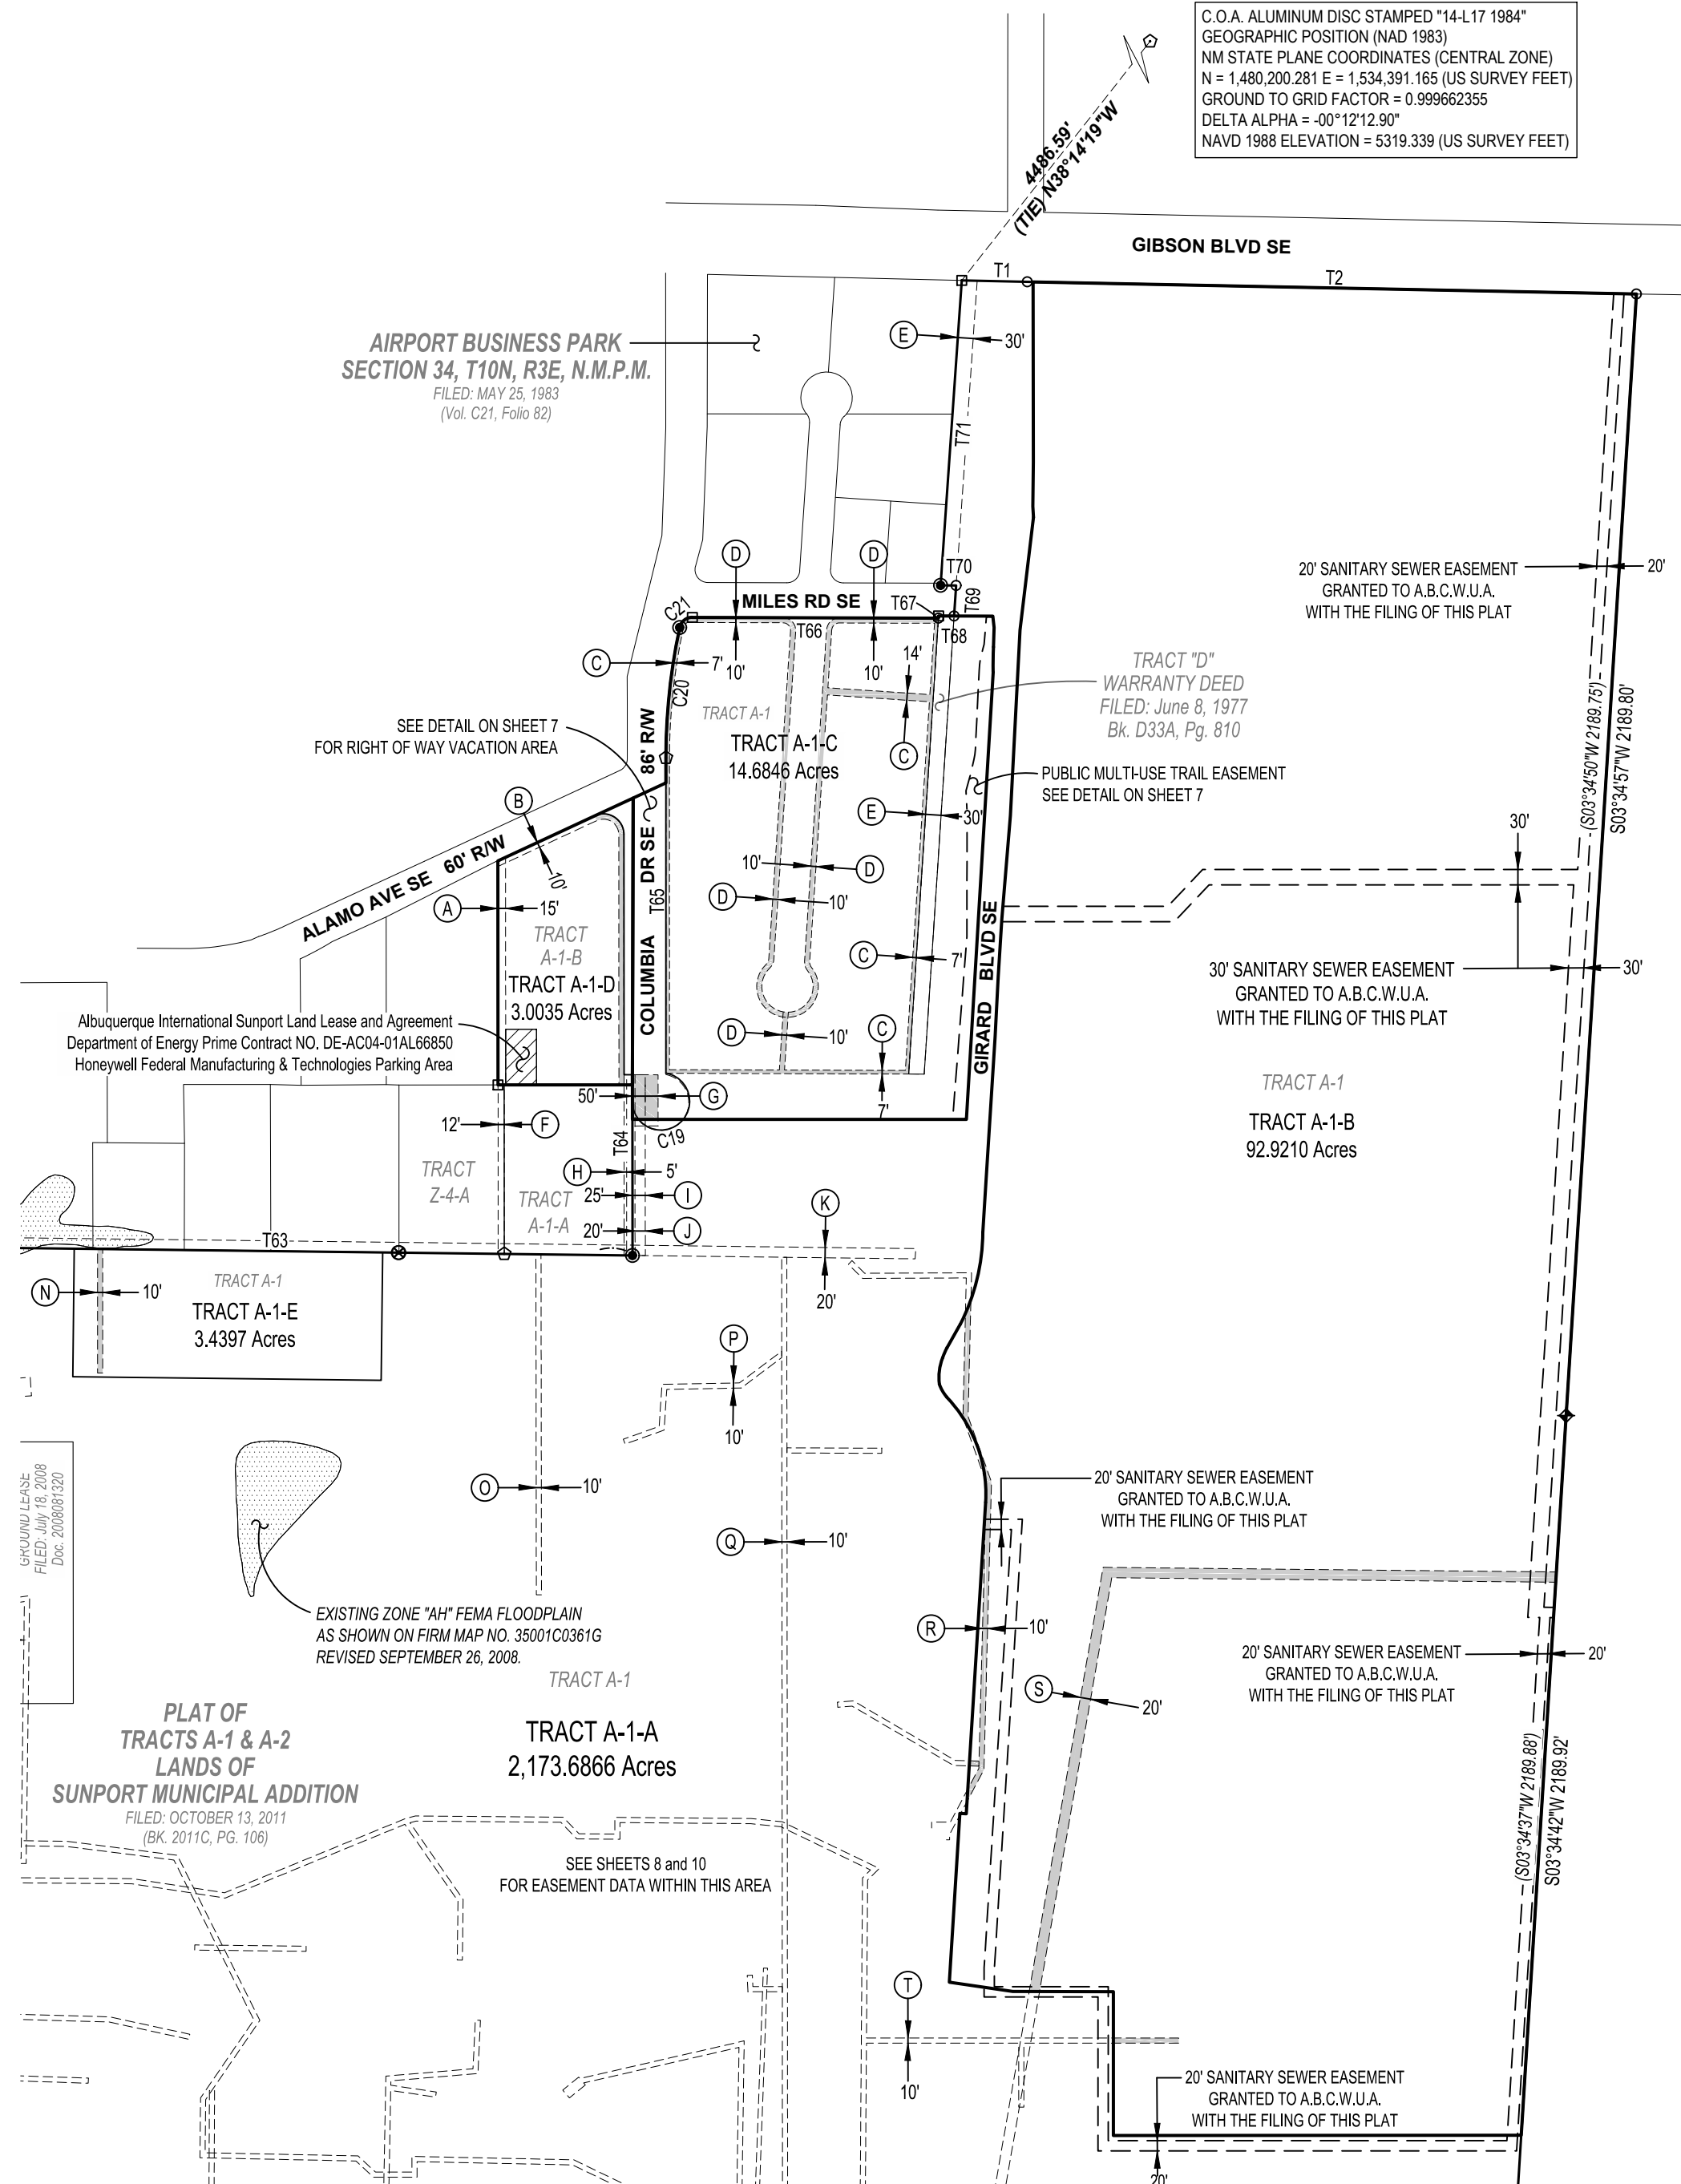 C.O.A. ALUMINUM DISC STAMPED "14-L17 1984"
GEOGRAPHIC POSITION (NAD 1983)
NM STATE PLANE COORDINATES (CENTRAL ZONE)
N = 1,480,200.281 E = 1,534,391.165 (US SURVEY FEET)
GROUND TO GRID FACTOR = 0.999662355
DELTA ALPHA = -00°12'12.90"
NAVD 1988 ELEVATION = 5319.339 (US SURVEY FEET)
4486.59'
(TIE) N38°14'19"W
GIBSON BLVD SE
T1
T2
AIRPORT BUSINESS PARK
SECTION 34, T10N, R3E, N.M.P.M.
FILED: MAY 25, 1983
(Vol. C21, Folio 82)
E
30'
T71
D
D
T70
20' SANITARY SEWER EASEMENT
GRANTED TO A.B.C.W.U.A.
WITH THE FILING OF THIS PLAT
20'
C21
MILES RD SE
T67
T69
T66
T68
C
7'
10'
10'
14'
C20
TRACT "D"
WARRANTY DEED
FILED: June 8, 1977
Bk. D33A, Pg. 810
(S03°34'50"W 2189.75')
S03°34'57"W 2189.80'
TRACT A-1
SEE DETAIL ON SHEET 7
FOR RIGHT OF WAY VACATION AREA
86' R/W
TRACT A-1-C
14.6846 Acres
C
PUBLIC MULTI-USE TRAIL EASEMENT
SEE DETAIL ON SHEET 7
B
E
30'
30'
ALAMO AVE SE 60' R/W
10'
10'
D
A
15'
D
10'
T65
COLUMBIA DR SE
TRACT
A-1-B
C
7'
GIRARD BLVD SE
30' SANITARY SEWER EASEMENT
GRANTED TO A.B.C.W.U.A.
WITH THE FILING OF THIS PLAT
30'
TRACT A-1-D
3.0035 Acres
Albuquerque International Sunport Land Lease and Agreement
Department of Energy Prime Contract NO. DE-AC04-01AL66850
Honeywell Federal Manufacturing & Technologies Parking Area
D
10'
C
TRACT A-1
TRACT A-1-B
92.9210 Acres
50'
G
7'
12'
F
T64
C19
TRACT
Z-4-A
H
5'
TRACT
A-1-A
25'
I
20'
J
K
T63
20'
N
10'
TRACT A-1
TRACT A-1-E
3.4397 Acres
P
10'
GROUND LEASE
FILED: July 18, 2008
Doc. 2008081320
O
10'
Q
10'
20' SANITARY SEWER EASEMENT
GRANTED TO A.B.C.W.U.A.
WITH THE FILING OF THIS PLAT
EXISTING ZONE "AH" FEMA FLOODPLAIN
AS SHOWN ON FIRM MAP NO. 35001C0361G
REVISED SEPTEMBER 26, 2008.
R
10'
20' SANITARY SEWER EASEMENT
GRANTED TO A.B.C.W.U.A.
WITH THE FILING OF THIS PLAT
20'
S
20'
TRACT A-1
TRACT A-1-A
2,173.6866 Acres
PLAT OF
TRACTS A-1 & A-2
LANDS OF
SUNPORT MUNICIPAL ADDITION
FILED: OCTOBER 13, 2011
(BK. 2011C, PG. 106)
(S03°34'37"W 2189.88')
S03°34'42"W 2189.92'
SEE SHEETS 8 and 10
FOR EASEMENT DATA WITHIN THIS AREA
T
10'
20' SANITARY SEWER EASEMENT
GRANTED TO A.B.C.W.U.A.
WITH THE FILING OF THIS PLAT
20'